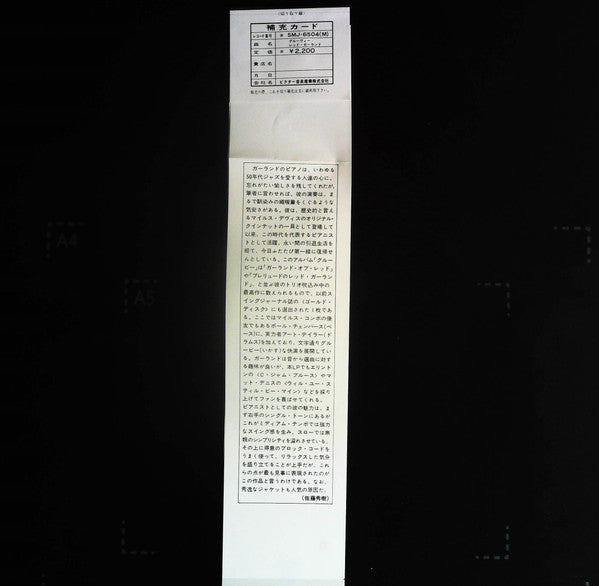 (切り取り線)
補充カード
レコード番号 ※ SMJ-6504(M)
曲名 グルーヴィー
レッド・ガーランド
定価 ※ ¥2,200
貴店名
月日
会社名 ビクター音楽産業株式会社
ガーランドのピアノは、いわゆる
50年代ジャズを愛する人達の心に、
忘れがたい愉しさを残してくれたが、
筆者に言わせれば、彼の演奏は、ま
るで馴染みの縄暖簾をくぐるような
気安さがある。彼は、歴史的と言え
るマイルス・デヴィスのオリジナル・
クインテットの一員として登場して
以来、この時代を代表するピアニス
トとして活躍、永い間の引退生活を
経て、今日ふたたび第一線に復帰せ
んとしている。このアルバム「グルー
ビー」は「ガーランド・オブ・レッド」
や「プレリュードのレッド・ガーラン
ド」、と並ぶ彼のトリオ吹込み中の
最高作に数えられるもので、以前ス
イングジャーナル誌の〈ゴールド・
ディスク〉にも選出された1枚であ
る。ここではマイルス・コンボの僚
友でもあるポール・チェンバース(ベ
ース)に、実力者アート・テイラー(ド
ラムス)を加えており、文字通りグル
ービー(いかす)な快演を展開してい
る。ガーランドは昔から選曲に対す
る趣味が良いが、本LPでもエリント
ンの〈C・ジャム・ブルース〉やマ
ット・デニスの〈ウィル・ユー・ス
ティル・ビー・マイン〉などを採り
上げてファンを喜ばせてくれる。
ピアニストとしての彼の魅力は、ま
ず右手のシングル・トーンにあるが
これがミディアム・テンポでは強力
なスイング感を生み、スローでは無
類のシンプリシティを溢れさせている。
その上に得意のブロック・コードを
うまく使って、リラックスした気分
を盛り立てることが上手だが、これ
らの点が最も見事に表現されたのが
この作品と言うわけである。なお、
秀逸なジャケットも人気の原因だ。
(佐藤秀樹)
A4
A5